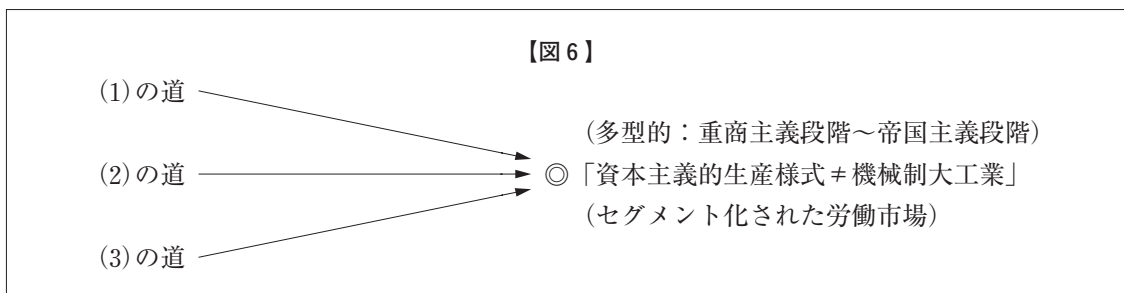 【図6】
(1)の道
(多型的：重商主義段階～帝国主義段階)
(2)の道
◎「資本主義的生産様式≠機械制大工業」
(セグメント化された労働市場)
(3)の道